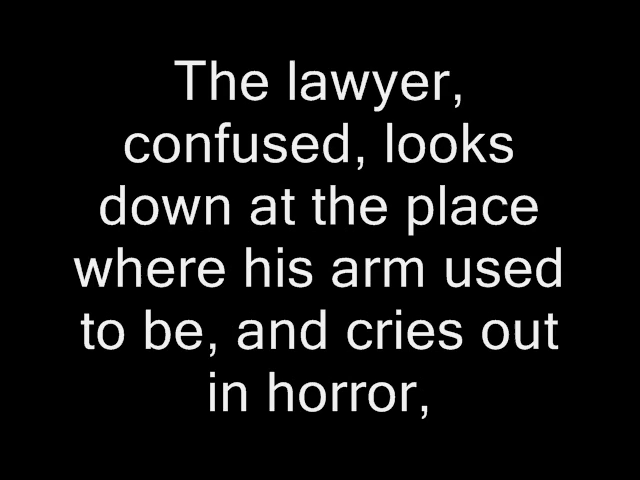 The lawyer,
confused, looks
down at the place
where his arm used
to be, and cries out
in horror,